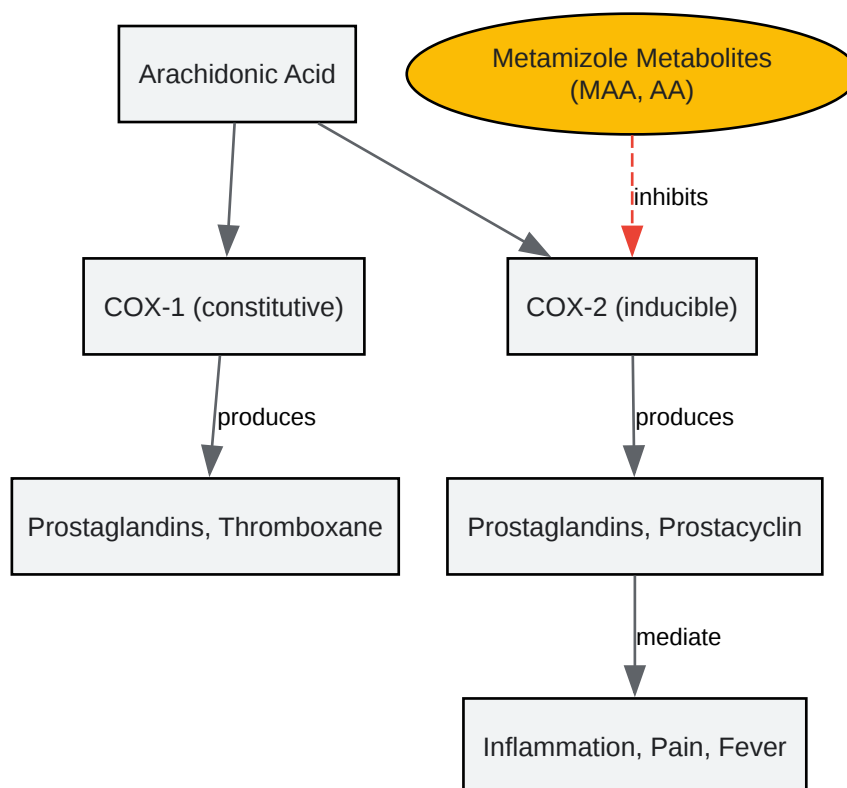 Arachidonic Acid
Metamizole Metabolites
(MAA, AA)
inhibits
COX-1 (constitutive)
COX-2 (inducible)
produces
produces
Prostaglandins, Thromboxane
Prostaglandins, Prostacyclin
mediate
Inflammation, Pain, Fever